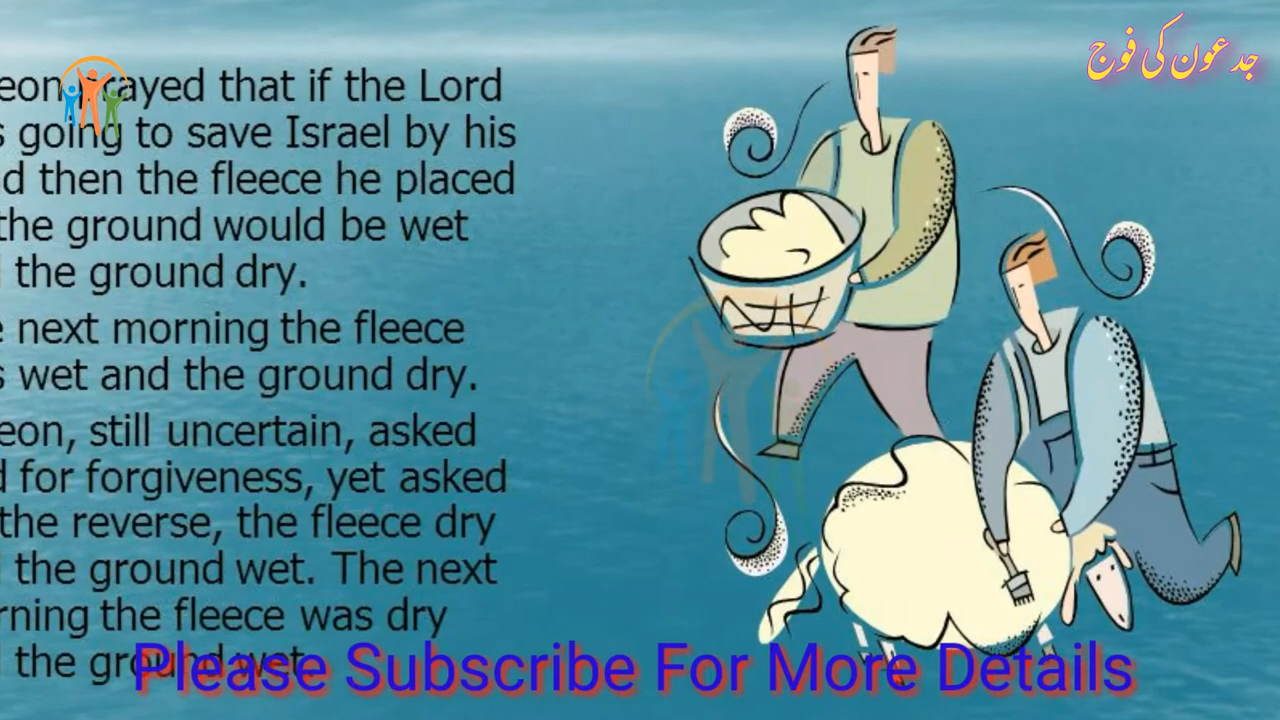 جدعون کی فوج
eon prayed that if the Lord
s going to save Israel by his
d then the fleece he placed
the ground would be wet
the ground dry.
e next morning the fleece
s wet and the ground dry.
eon, still uncertain, asked
d for forgiveness, yet asked
the reverse, the fleece dry
the ground wet. The next
rning the fleece was dry
the ground wet.
Please Subscribe For More Details